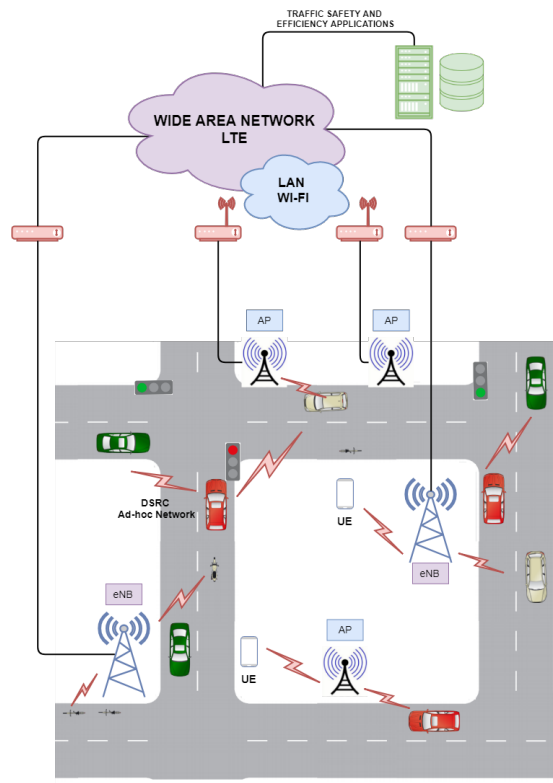 TRAFFIC SAFETY AND
EFFICIENCY APPLICATIONS
WIDE AREA NETWORK
LTE
LAN
WI-FI
AP
AP
DSRC
Ad-hoc Network
UE
eNB
eNB
AP
UE